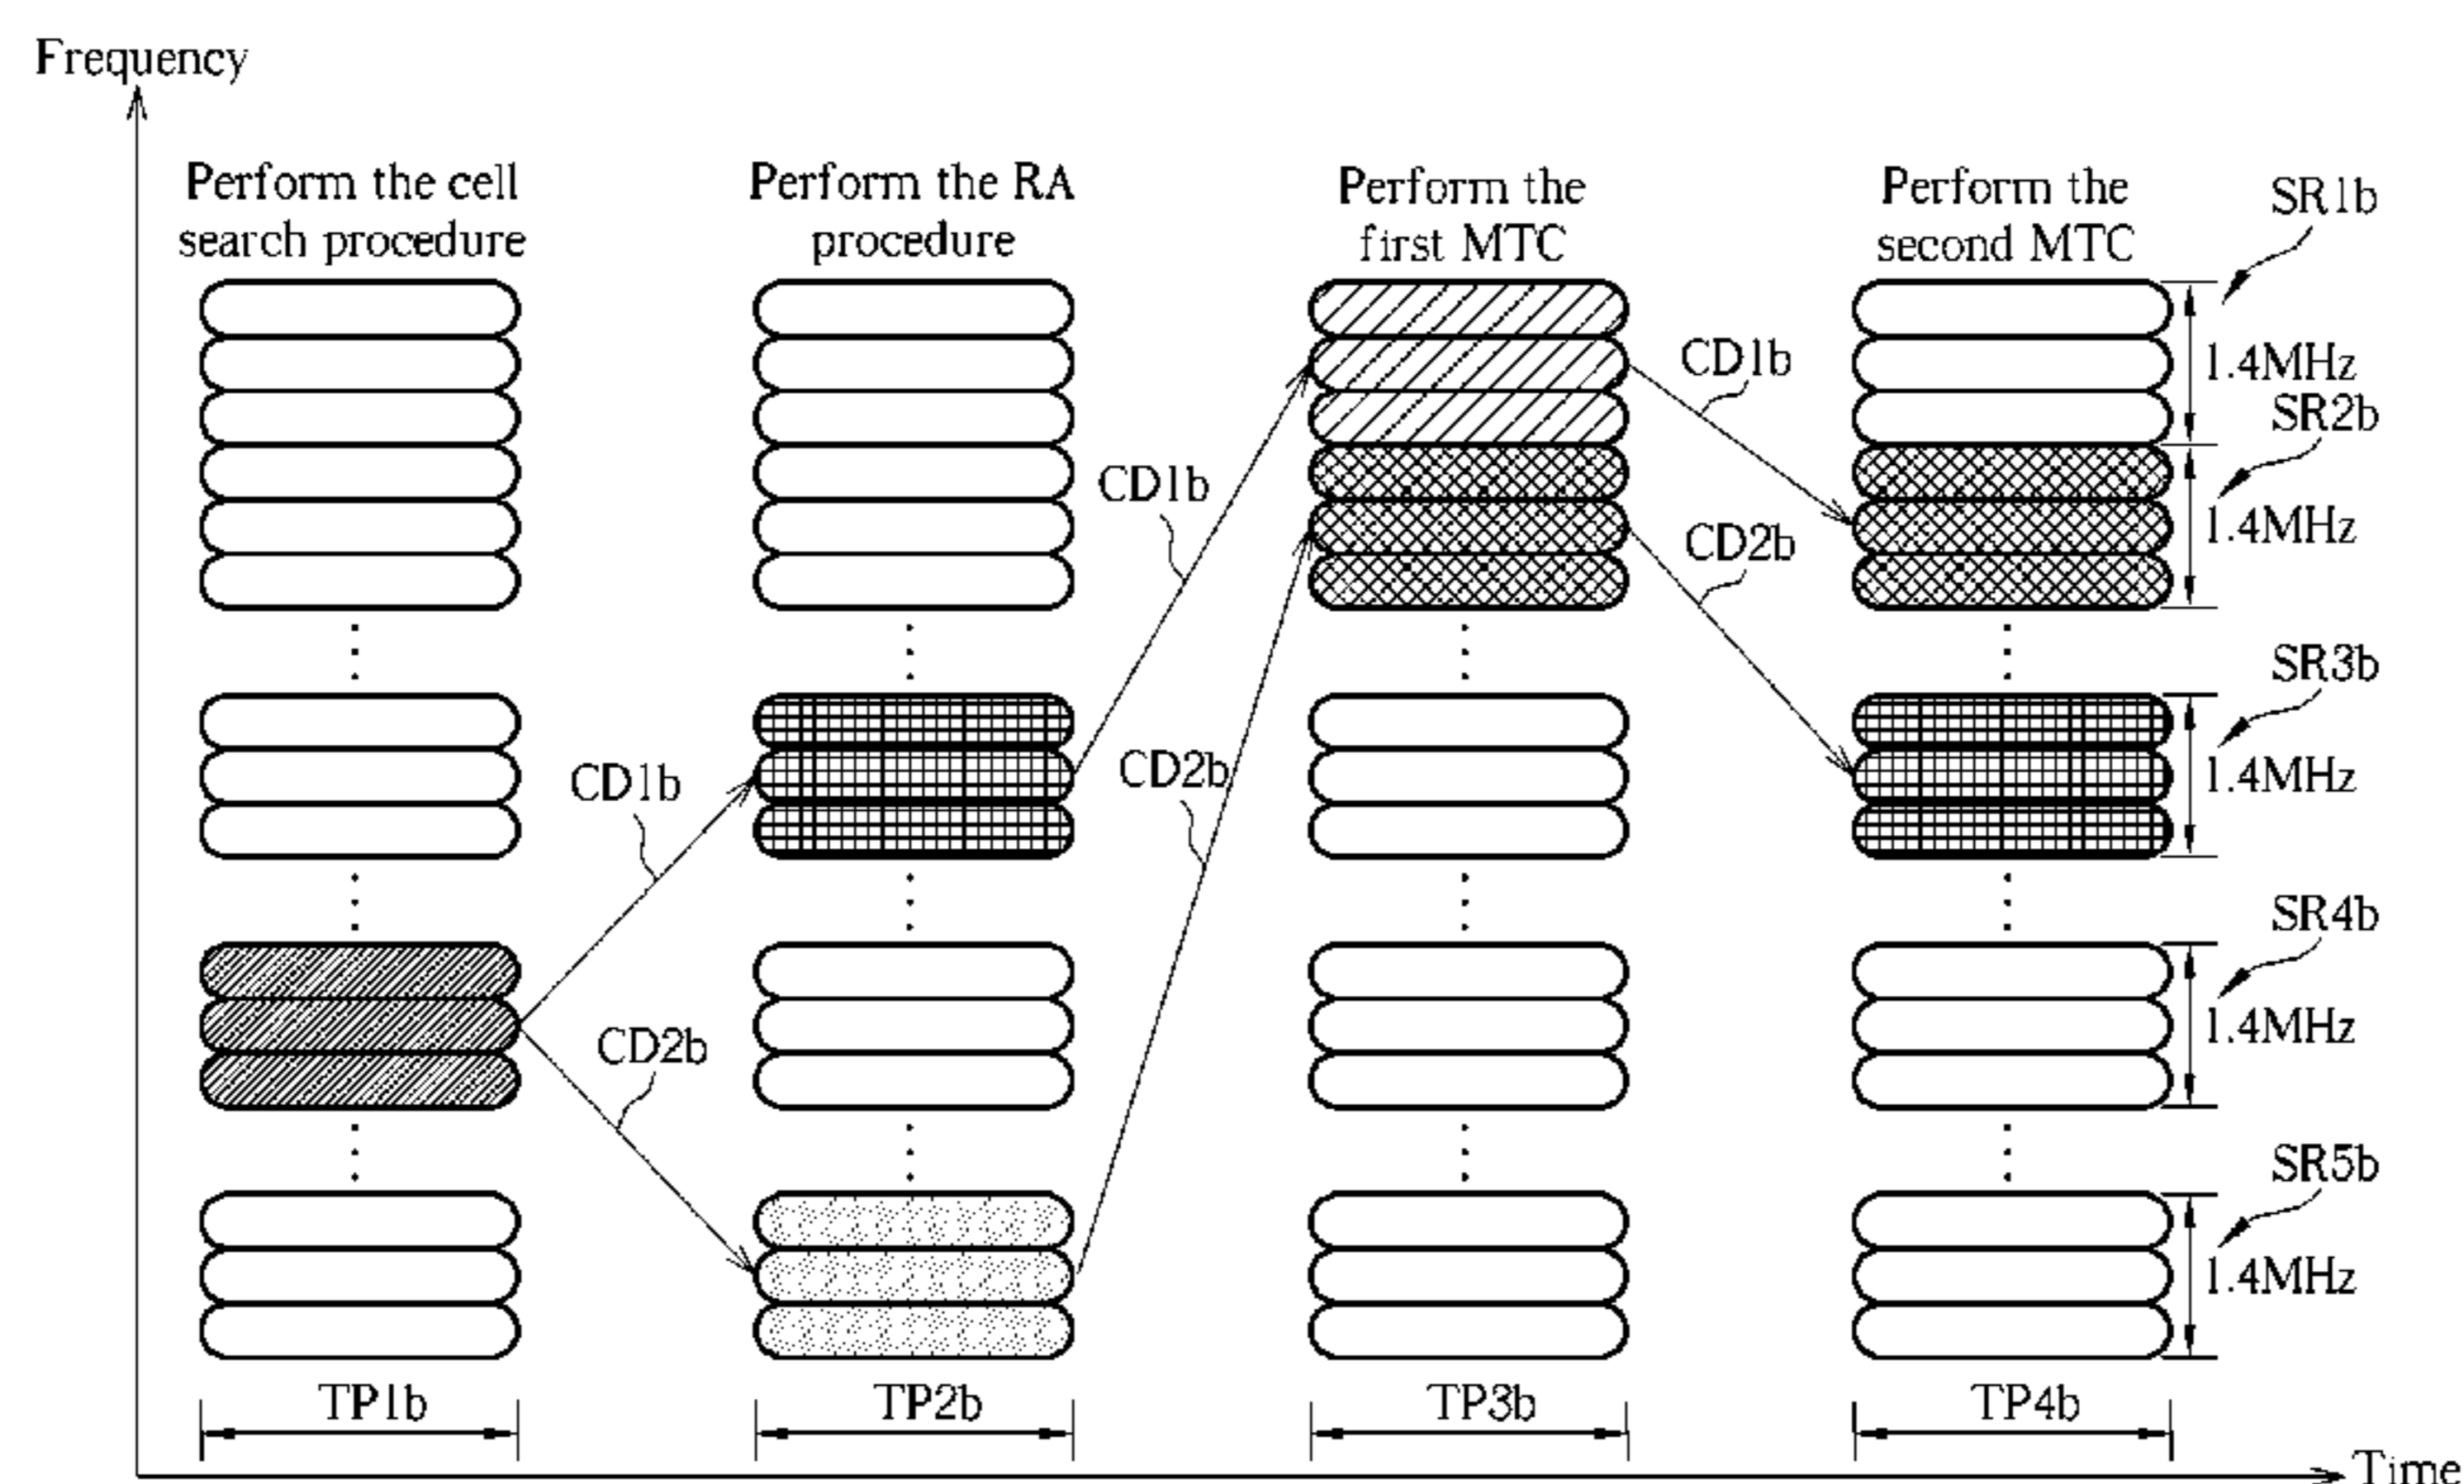 Frequency
Perform the cell
search procedure
Perform the RA
procedure
Perform the
first MTC
Perform the
second MTC
SR1b
1.4MHz
SR2b
1.4MHz
SR3b
1.4MHz
SR4b
1.4MHz
SR5b
1.4MHz
CD1b
CD2b
CD1b
CD2b
CD1b
CD2b
TP1b
TP2b
TP3b
TP4b
Time